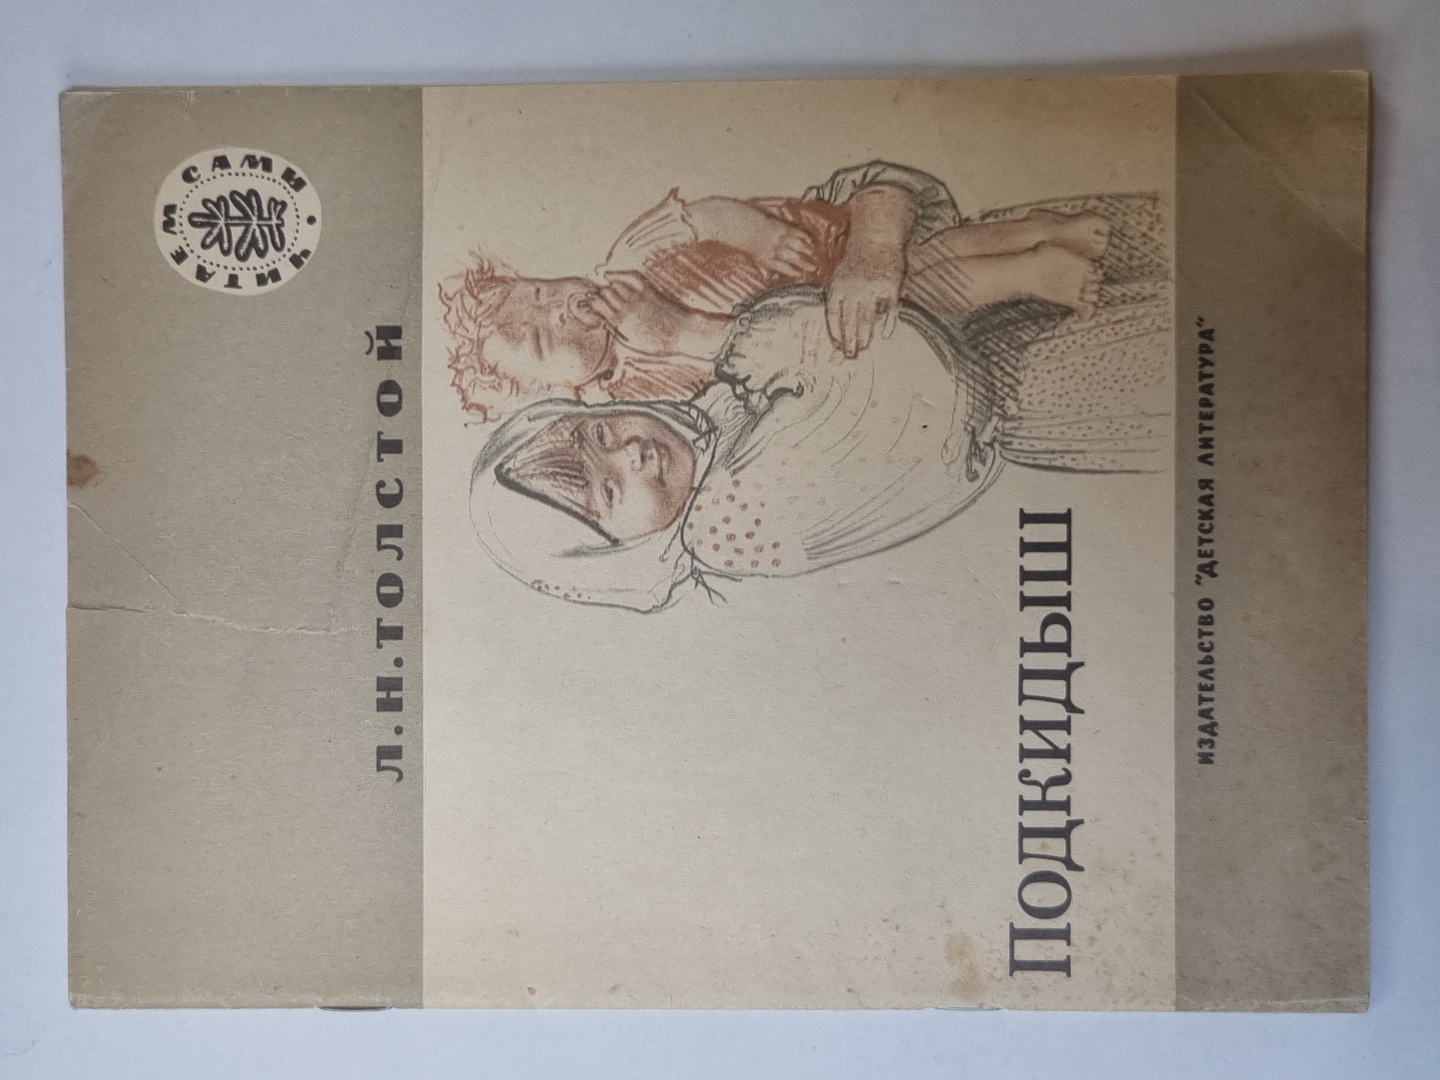 ЧИТАЕМ САМИ
Л.Н.ТОЛСТОЙ
ПОДКИДЫШ
ИЗДАТЕЛЬСТВО "ДЕТСКАЯ ЛИТЕРАТУРА"